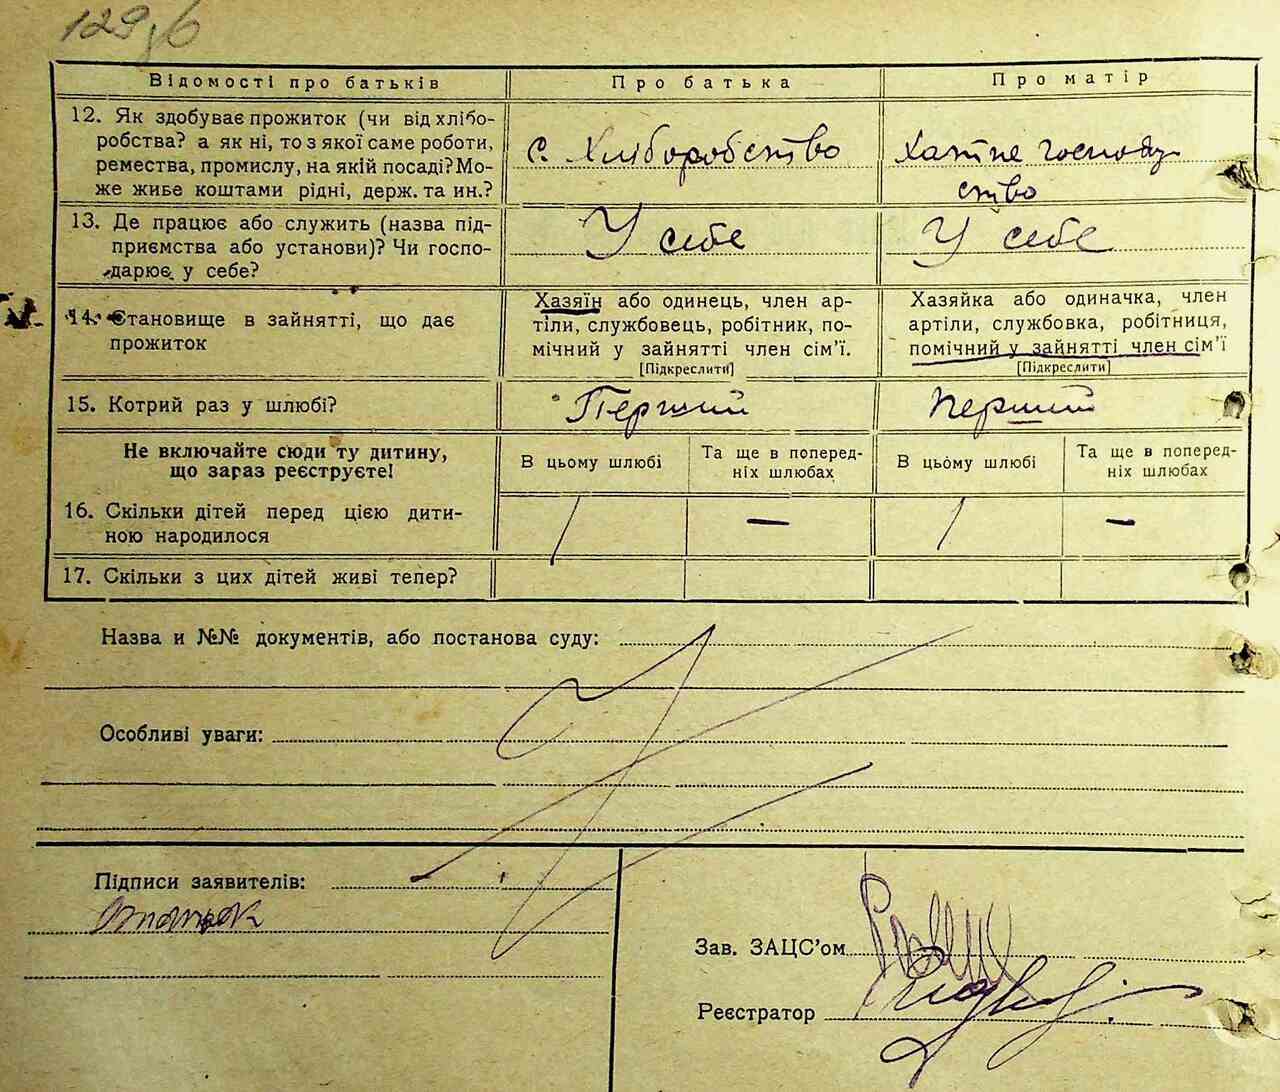 129зв
Відомості про батьків Про батька Про матір
12. Як здобуває прожиток (чи від хлібо-
робства? а як ні, то з якої саме роботи,
ремества, промислу, на якій посаді? Мо-
же живе коштами рідні, держ. та ин.?
с. Хліборобство
Хатнє господар
ство
13. Де працює або служить (назва під-
приємства або установи)? Чи госпо-
дарює у себе?
У себе
У себе
14. Становище в зайнятті, що дає
прожиток
Хазяїн або одинець, член ар-
тіли, службовець, робітник, по-
мічний у зайнятті член сім'ї.
[Підкреслити]
Хазяйка або одиначка, член
артіли, службовка, робітниця,
помічний у зайнятті член сім'ї
[Підкреслити]
15. Котрий раз у шлюбі?
Перший
Перший
Не включайте сюди ту дитину,
що зараз реєструєте!
В цьому шлюбі
Та ще в поперед-
ніх шлюбах
В цьому шлюбі
Та ще в поперед-
ніх шлюбах
16. Скільки дітей перед цією дити-
ною народилося
/ — / —
17. Скільки з цих дітей живі тепер?
Назва и №№ документів, або постанова суду:
Особливі уваги:
Підписи заявителів:
Зав. ЗАЦС'ом
Реєстратор